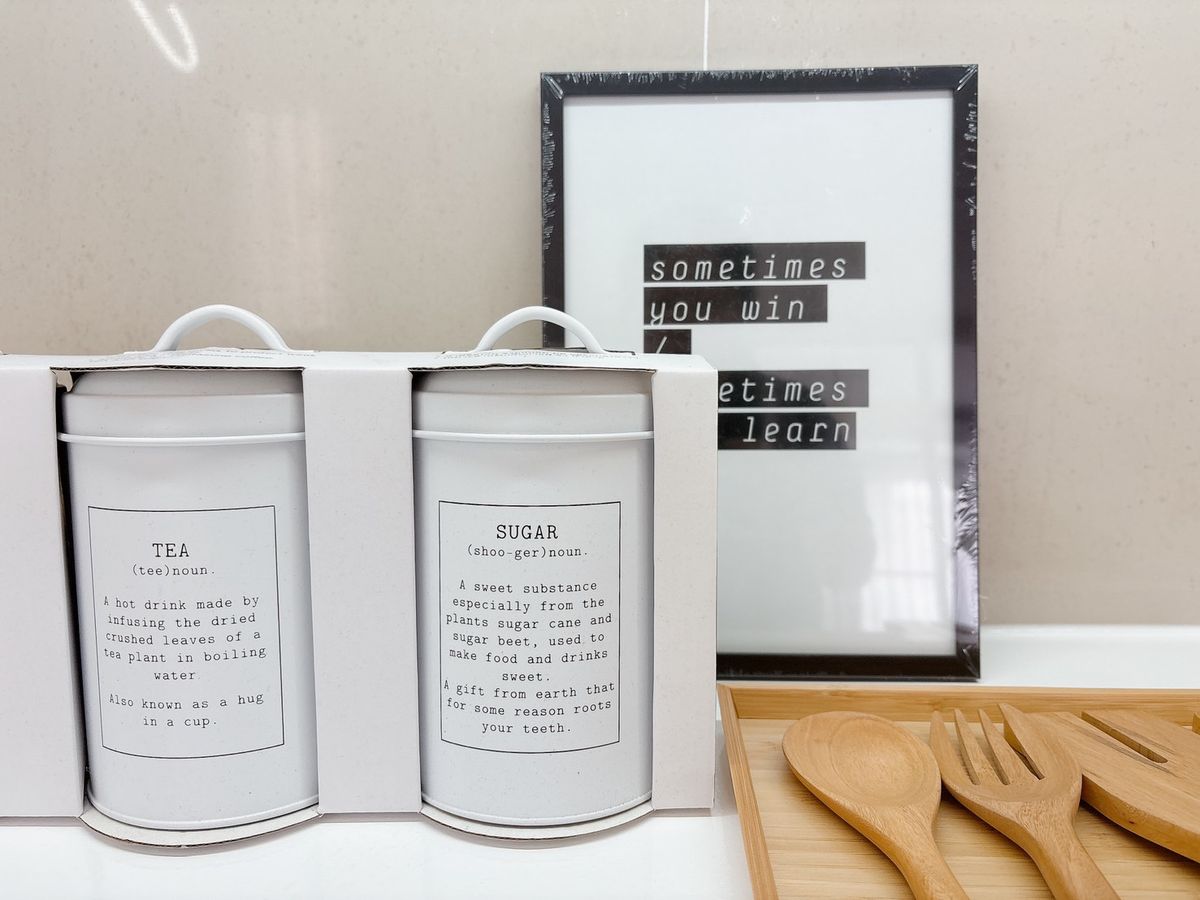 sometimes
you win
/
etimes
learn
TEA
(tee)noun.
A hot drink made by
infusing the dried
crushed leaves of a
tea plant in boiling
water
Also known as a hug
in a cup.
SUGAR
(shoo-ger)noun.
A sweet substance
especially from the
plants sugar cane and
sugar beet, used to
make food and drinks
sweet.
A gift from earth that
for some reason roots
your teeth.